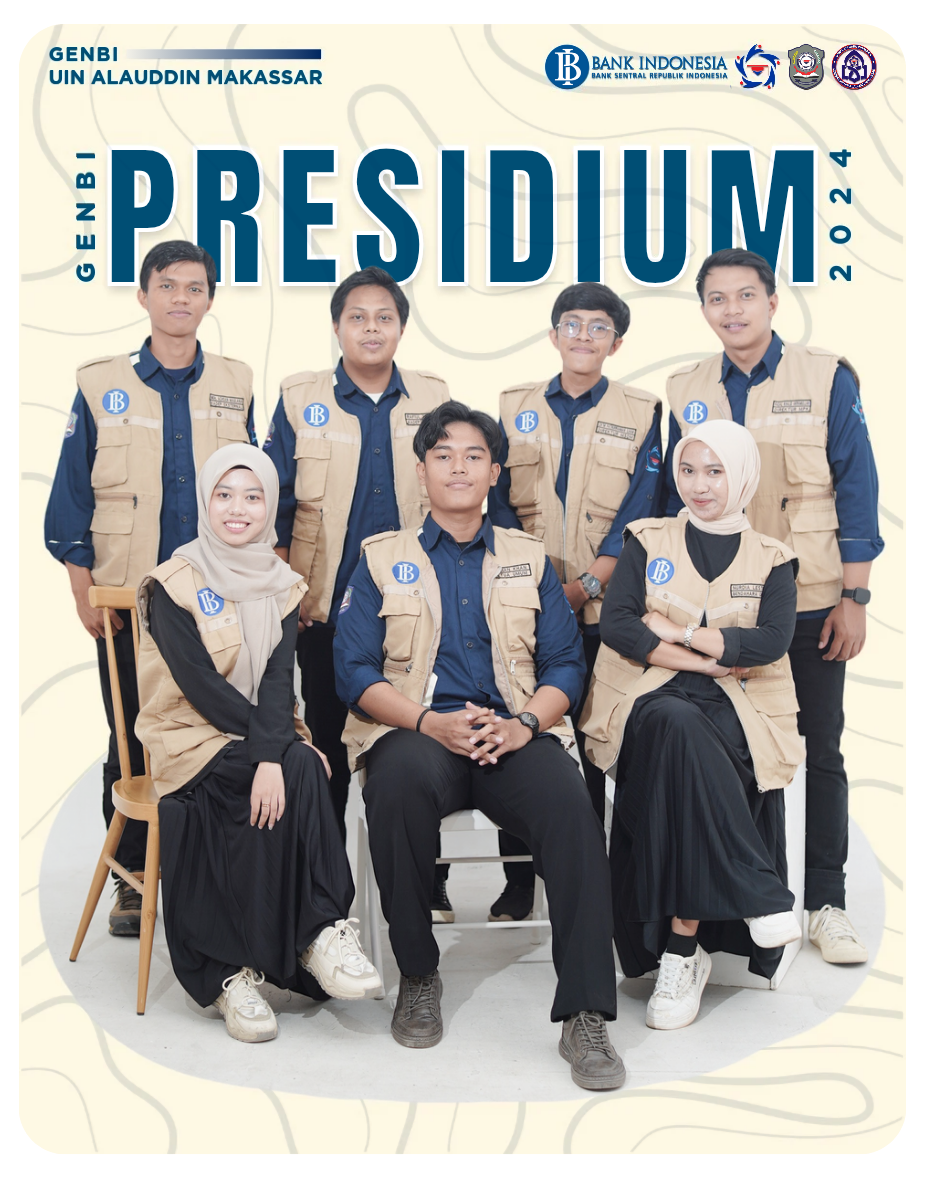 GENBI
UIN ALAUDDIN MAKASSAR
BANK INDONESIA
BANK SENTRAL REPUBLIK INDONESIA
GENBI
PRESIDIUM
2024